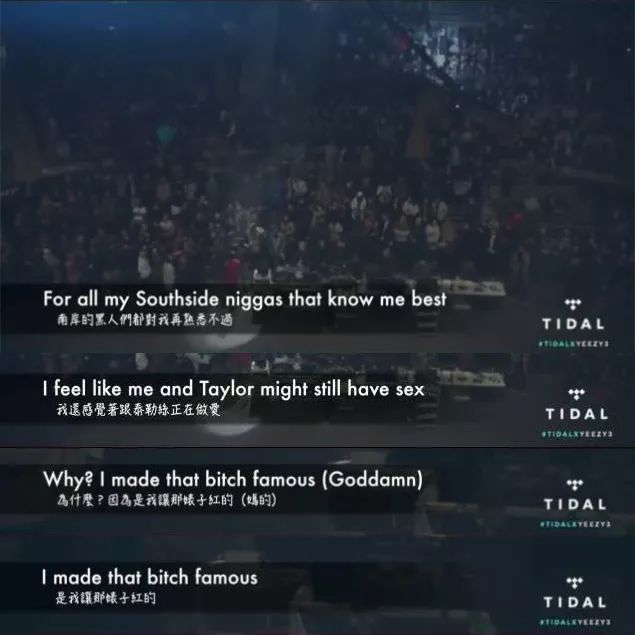 For all my Southside niggas that know me best
南岸的黑人們都對我再熟悉不過
TIDAL
#TIDALXYEEZY3
I feel like me and Taylor might still have sex
我還感覺著跟泰勒絲正在做愛
TIDAL
#TIDALXYEEZY3
Why? I made that bitch famous (Goddamn)
為什麼？因為是我讓那婊子紅的（媽的）
TIDAL
#TIDALXYEEZY3
I made that bitch famous
是我讓那婊子紅的
TIDAL
#TIDALXYEEZY3